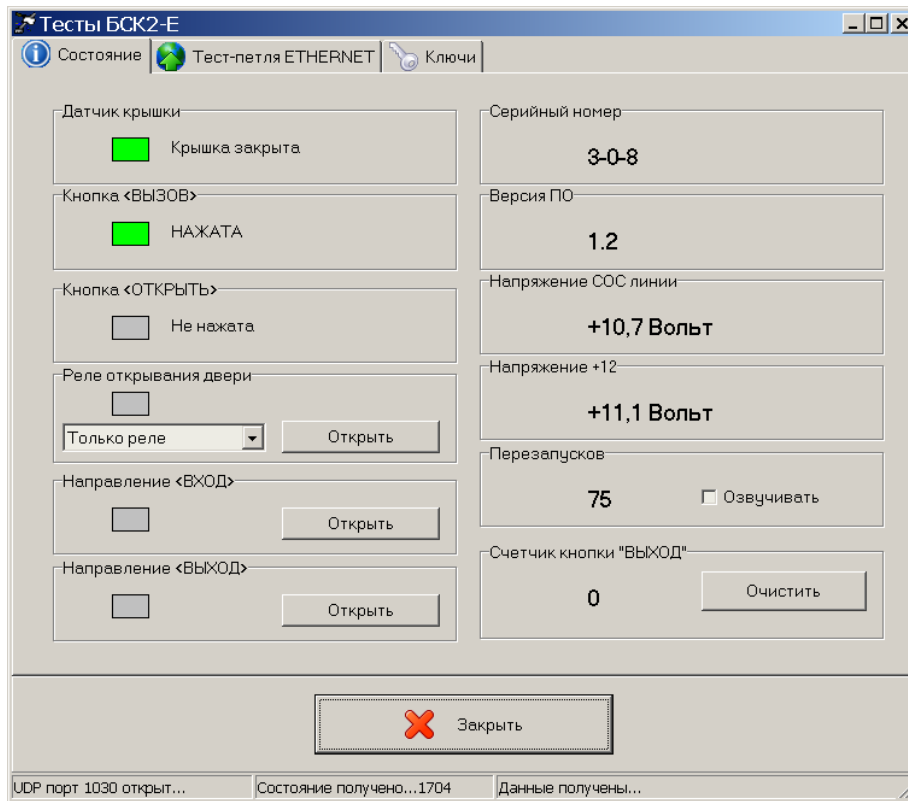 Тесты БСК2-Е
Состояние
Тест-петля ETHERNET
Ключи
Датчик крышки
Крышка закрыта
Кнопка <ВЫЗОВ>
НАЖАТА
Кнопка <ОТКРЫТЬ>
Не нажата
Реле открывания двери
Только реле
Открыть
Направление <ВХОД>
Открыть
Направление <ВЫХОД>
Открыть
Серийный номер
3-0-8
Версия ПО
1.2
Напряжение СОС линии
+10,7 Вольт
Напряжение +12
+11,1 Вольт
Перезапусков
75
Озвучивать
Счетчик кнопки "ВЫХОД"
0
Очистить
Закрыть
UDP порт 1030 открыт...
Состояние получено...1704
Данные получены...